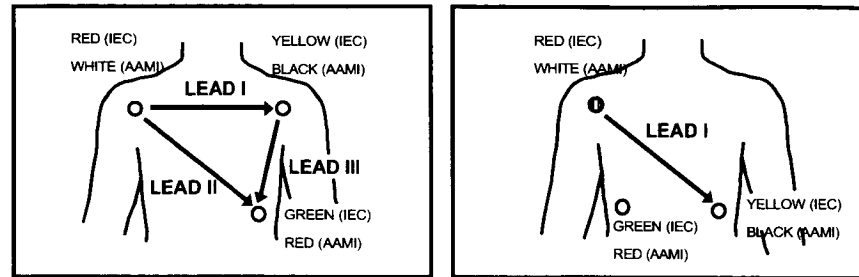 RED (IEC)
WHITE (AAMI)
YELLOW (IEC)
BLACK (AAMI)
LEAD I
LEAD II
LEAD III
GREEN (IEC)
RED (AAMI)
RED (IEC)
WHITE (AAMI)
LEAD I
GREEN (IEC)
RED (AAMI)
YELLOW (IEC)
BLACK (AAMI)